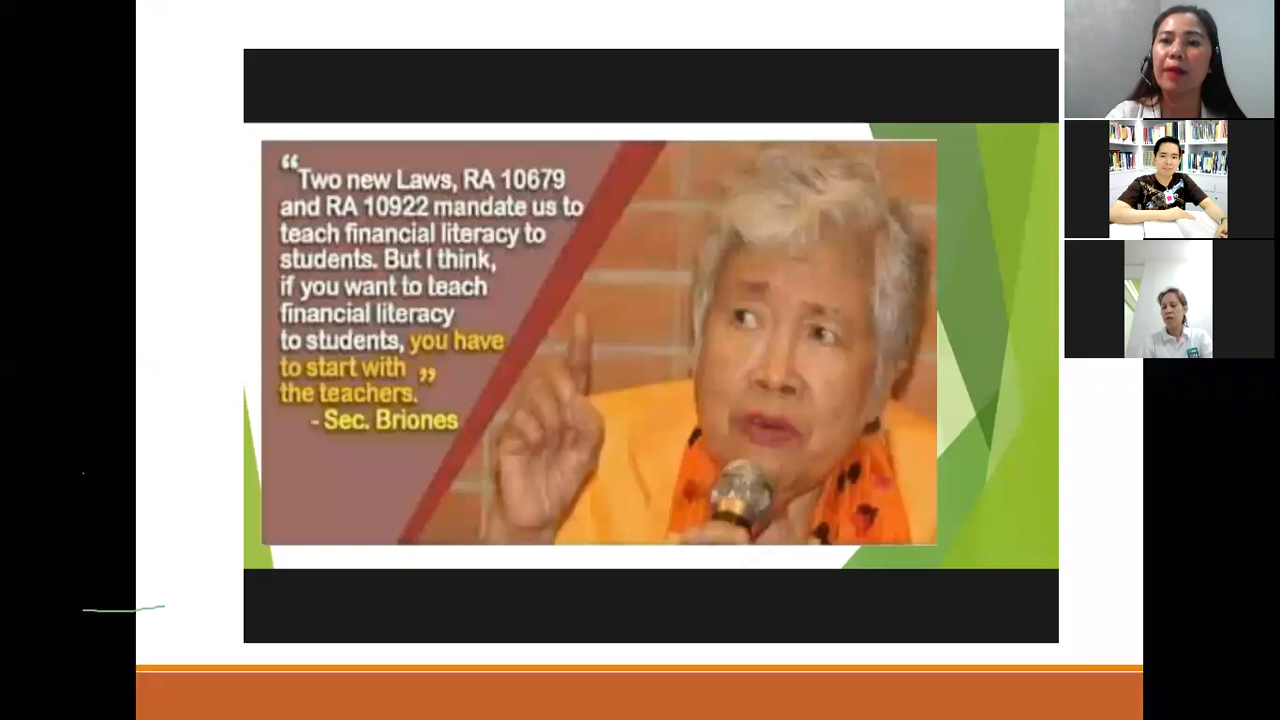 “Two new Laws, RA 10679
and RA 10922 mandate us to
teach financial literacy to
students. But I think,
if you want to teach
financial literacy
to students, you have
to start with ”
the teachers.
- Sec. Briones